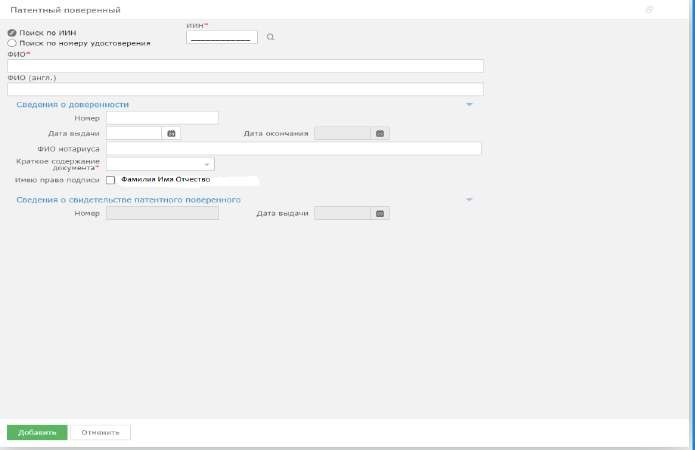 Патентный поверенный
ИИН*
Поиск по ИИН
____________
Поиск по номеру удостоверения
ФИО*
ФИО (англ.)
Сведения о доверенности
Номер
Дата выдачи
Дата окончания
ФИО нотариуса
Краткое содержание
документа*
Имею права подписи
Фамилия Имя Отчество
Сведения о свидетельстве патентного поверенного
Номер
Дата выдачи
Добавить
Отменить